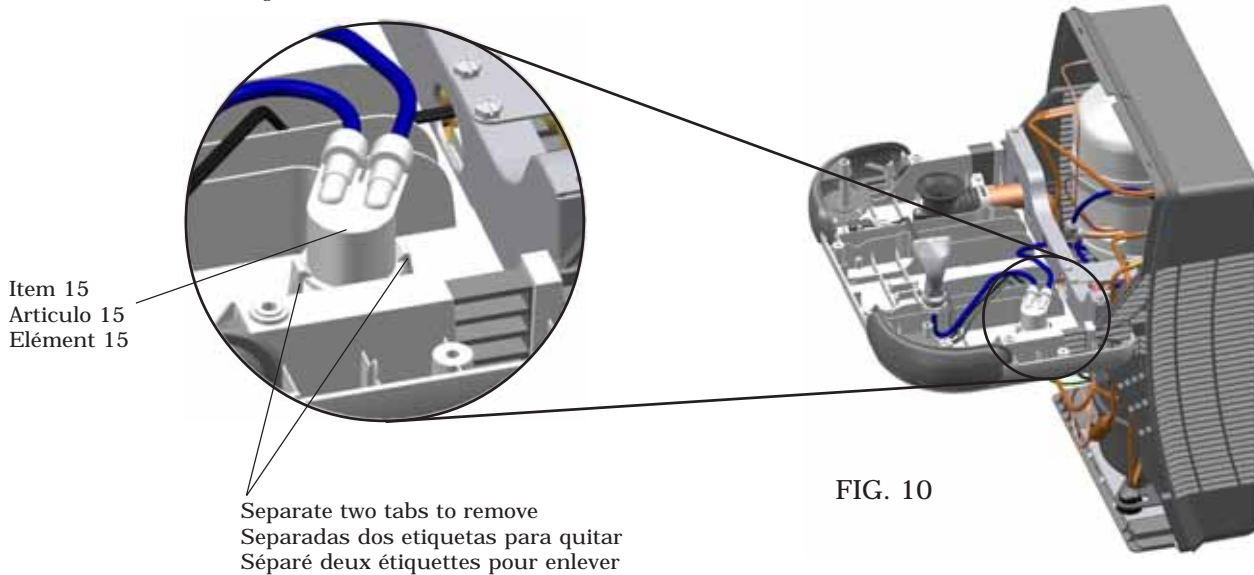 Item 15
Articulo 15
Elément 15
Separate two tabs to remove
Separadas dos etiquetas para quitar
Séparé deux étiquettes pour enlever
FIG. 10